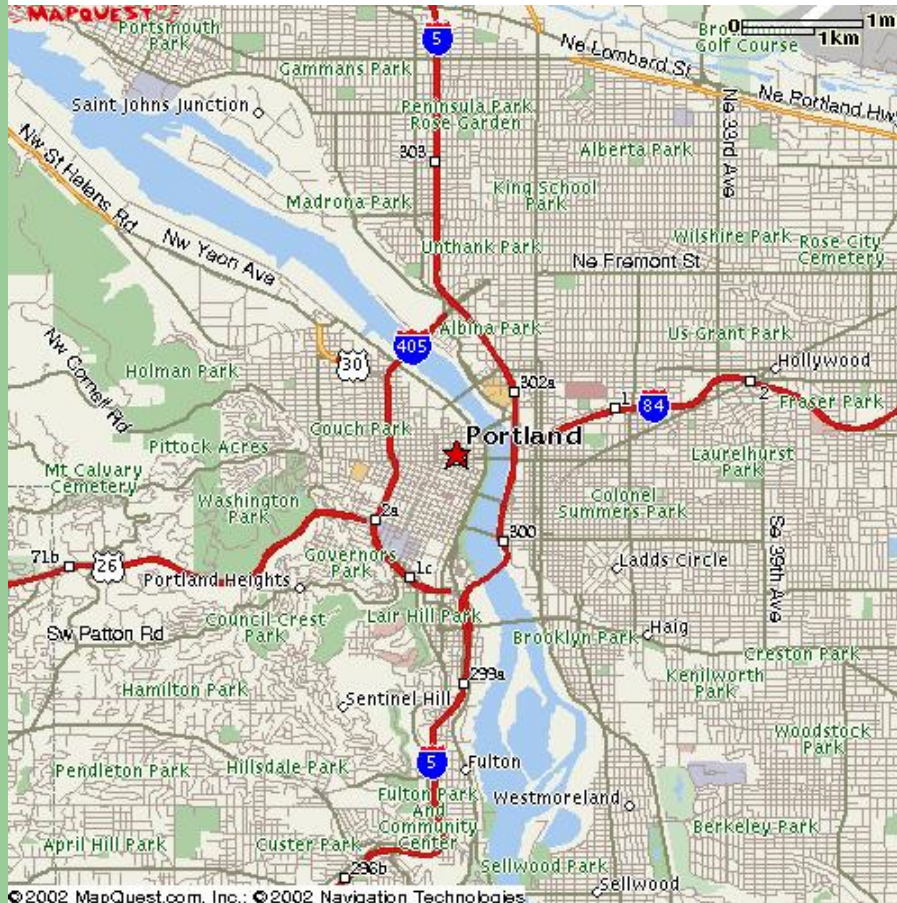 MAPQUEST
0 1m
1km
Portsmouth
Park
5
Ne Lombard St
Golf Course
Gammans Park
Saint Johns Junction
Peninsula Park
Rose Garden
Ne Portland Hwy
Ne 33rd Ave
303
Alberta Park
Nw St Helens Rd
King School
Park
Madrona Park
Unthank Park
Wilshire Park
Rose City
Cemetery
Nw Yeon Ave
Ne Fremont St
Albina Park
Us Grant Park
405
30
Hollywood
Nw Cornell Rd
Holman Park
302a
1
84
2
Fraser Park
Couch Park
Portland
Pittock Acres
Laurelhurst
Park
Mt Calvary
Cemetery
Washington
Park
Colonel
Summers Park
2a
300
Se 39th Ave
71b
26
Governors
Park
Ladds Circle
1c
Portland Heights
Lair Hill Park
Council Crest
Park
Sw Patton Rd
Brooklyn Park
Haig
Creston Park
Kenilworth
Park
Hamilton Park
299a
Sentinel Hill
Woodstock
Park
5
Fulton
Pendleton Park
Hillsdale Park
Fulton Park
And
Community
Center
Westmoreland
Berkeley Park
April Hill Park
Custer Park
296b
Sellwood Park
Sellwood
©2002 MapQuest.com, Inc.; ©2002 Navigation Technologies